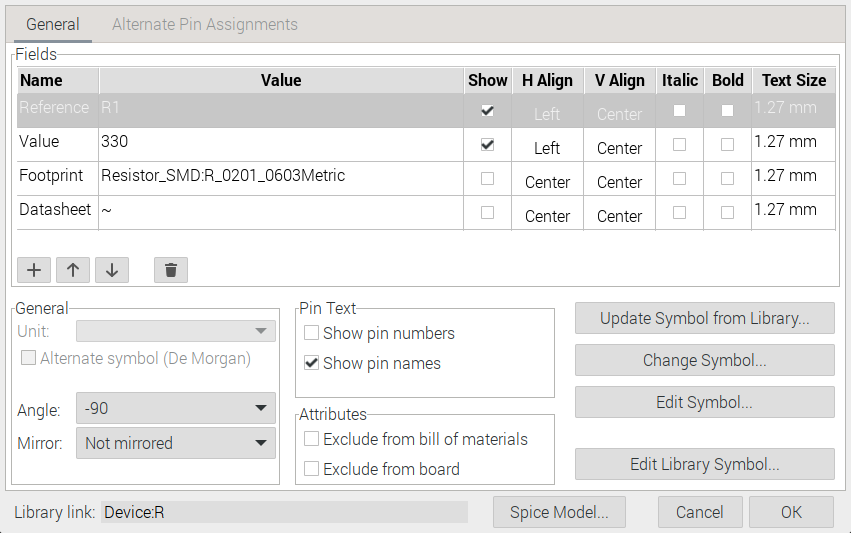 General Alternate Pin Assignments
Fields
Name Value Show H Align V Align Italic Bold Text Size
Reference R1 Left Center 1.27 mm
Value 330 Left Center 1.27 mm
Footprint Resistor_SMD:R_0201_0603Metric Center Center 1.27 mm
Datasheet ~ Center Center 1.27 mm
General
Unit:
Alternate symbol (De Morgan)
Angle: -90
Mirror: Not mirrored
Pin Text
Show pin numbers
Show pin names
Attributes
Exclude from bill of materials
Exclude from board
Update Symbol from Library...
Change Symbol...
Edit Symbol...
Edit Library Symbol...
Library link: Device:R Spice Model... Cancel OK